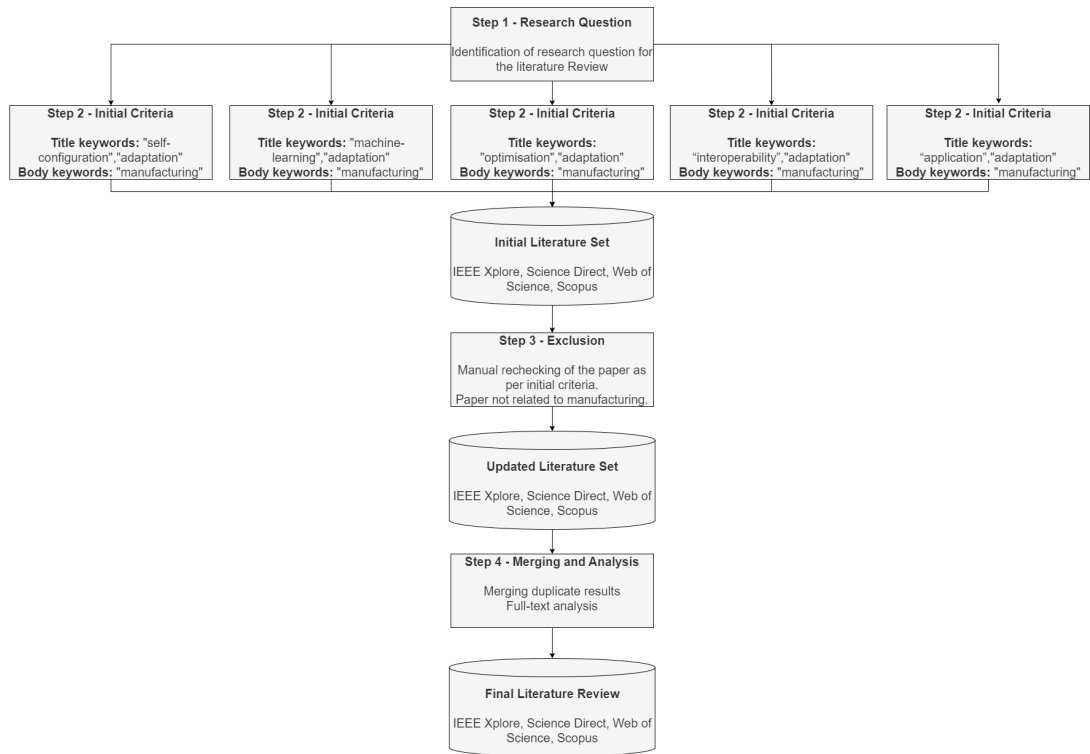 Step 1 - Research Question
Identification of research question for
the literature Review
Step 2 - Initial Criteria
Title keywords: "self-
configuration","adaptation"
Body keywords: "manufacturing"
Step 2 - Initial Criteria
Title keywords: "machine-
learning","adaptation"
Body keywords: "manufacturing"
Step 2 - Initial Criteria
Title keywords:
"optimisation","adaptation"
Body keywords: "manufacturing"
Step 2 - Initial Criteria
Title keywords:
“interoperability”,"adaptation"
Body keywords: "manufacturing"
Step 2 - Initial Criteria
Title keywords:
“application”,"adaptation"
Body keywords: "manufacturing"
Initial Literature Set
IEEE Xplore, Science Direct, Web of
Science, Scopus
Step 3 - Exclusion
Manual rechecking of the paper as
per initial criteria.
Paper not related to manufacturing.
Updated Literature Set
IEEE Xplore, Science Direct, Web of
Science, Scopus
Step 4 - Merging and Analysis
Merging duplicate results
Full-text analysis
Final Literature Review
IEEE Xplore, Science Direct, Web of
Science, Scopus